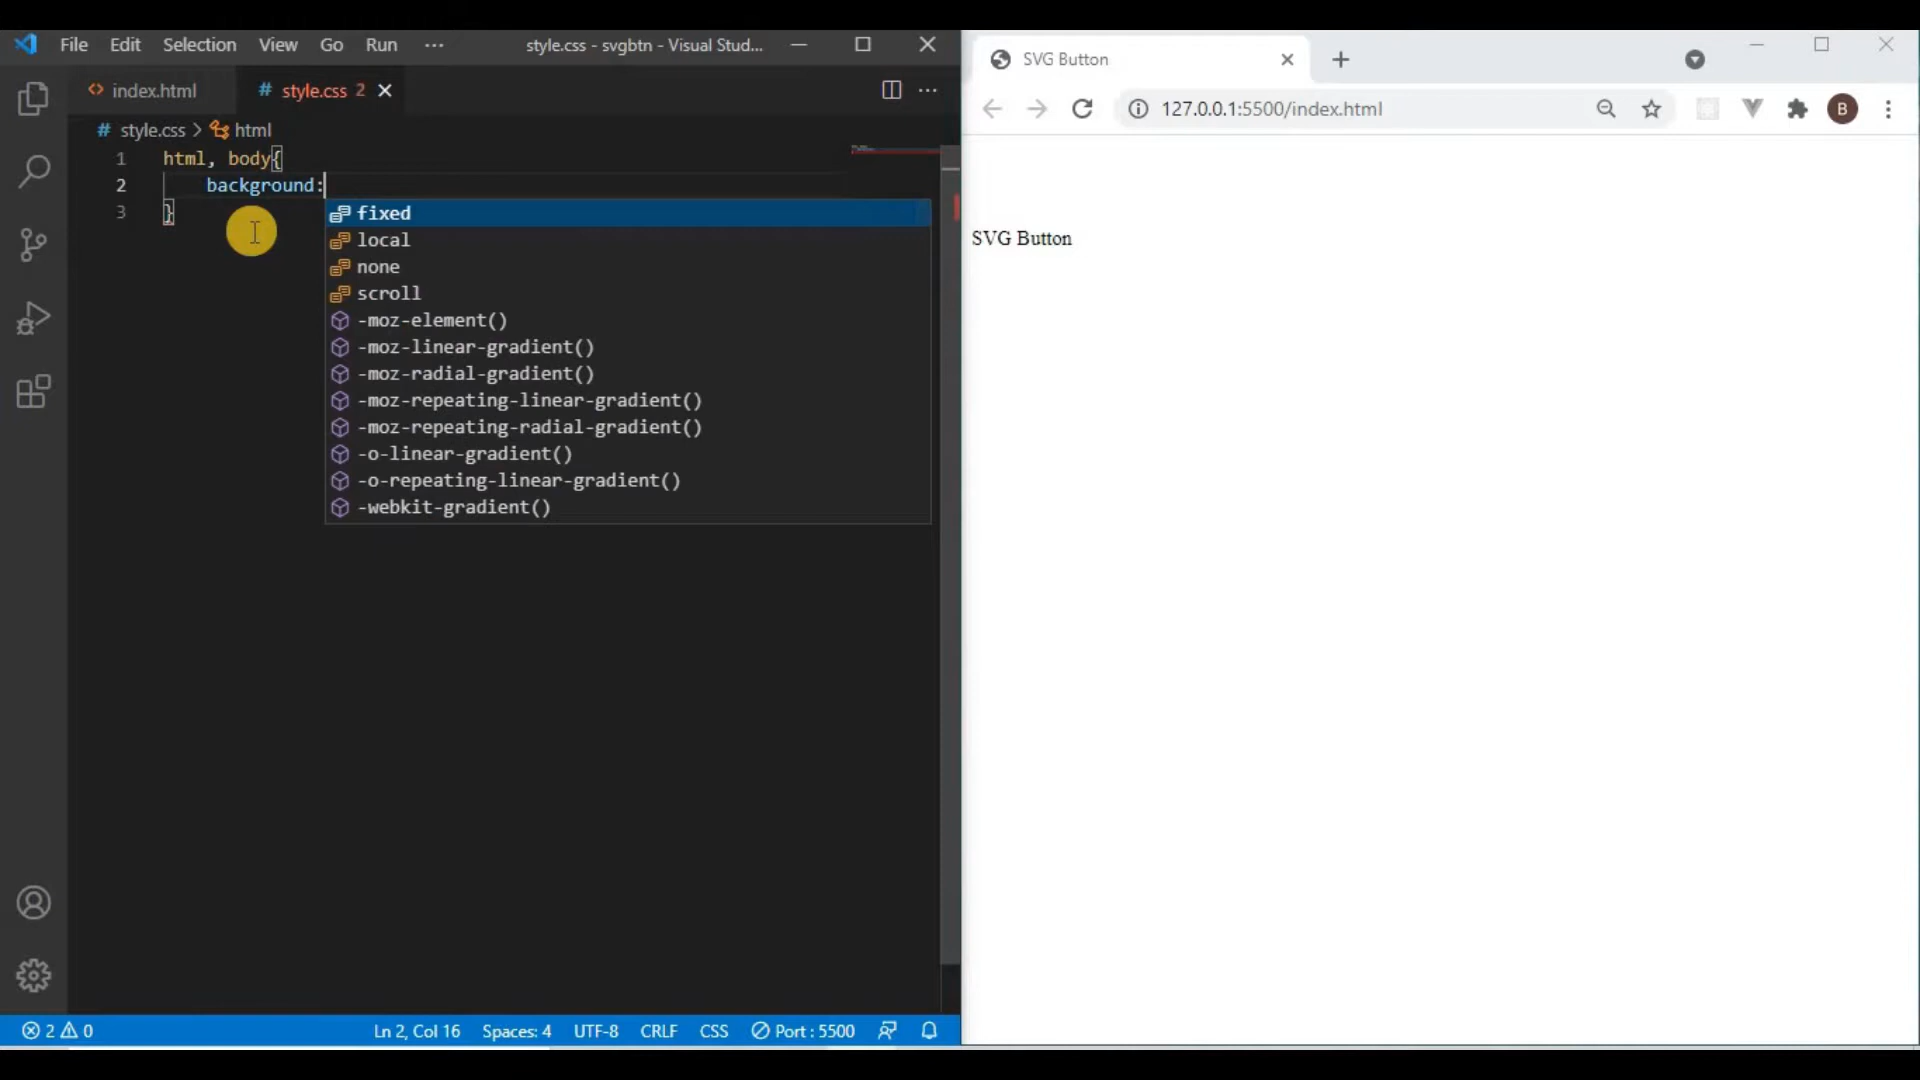 File Edit Selection View Go Run ··· style.css - svgbtn - Visual Stud...
index.html # style.css 2
# style.css > html
1 html, body{
2 background:
3 }
fixed
local
none
scroll
-moz-element()
-moz-linear-gradient()
-moz-radial-gradient()
-moz-repeating-linear-gradient()
-moz-repeating-radial-gradient()
-o-linear-gradient()
-o-repeating-linear-gradient()
-webkit-gradient()
2 0 Ln 2, Col 16 Spaces: 4 UTF-8 CRLF CSS Port : 5500
SVG Button
127.0.0.1:5500/index.html B
SVG Button